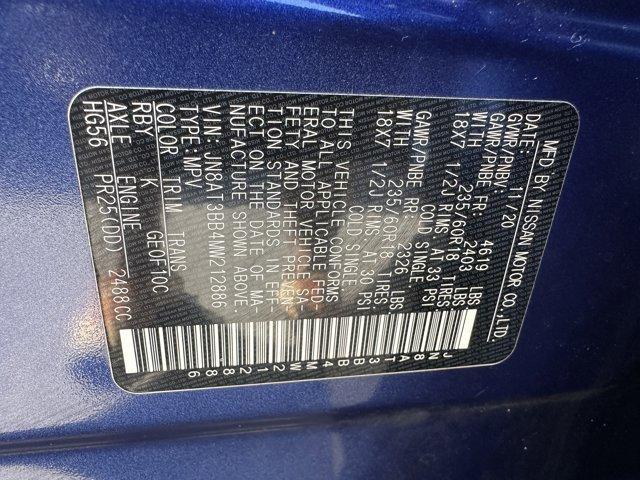 MFD BY NISSAN MOTOR CO.,LTD.
DATE: 11/20
GVWR/PNBV: 4619 LBS
GAWR/PNBE FR: 2403 LBS
WITH 235/60R18 TIRES
18X7 1/2J RIMS AT 33 PSI
COLD SINGLE
GAWR/PNBE RR: 2326 LBS
WITH 235/60R18 TIRES
18X7 1/2J RIMS AT 30 PSI
COLD SINGLE
THIS VEHICLE CONFORMS
TO ALL APPLICABLE FED
ERAL MOTOR VEHICLE SA-
FETY AND THEFT PREVEN
TION STANDARDS IN EFF
ECT ON THE DATE OF MA-
NUFACTURE SHOWN ABOVE
VIN: JN8AT3BB4MW212886
TYPE: MPV
COLOR TRIM TRANS
RBY K GE0F10C
AXLE ENGINE
HG56 PR25(DD) 2488CC
JN8AT3BB4MW212886